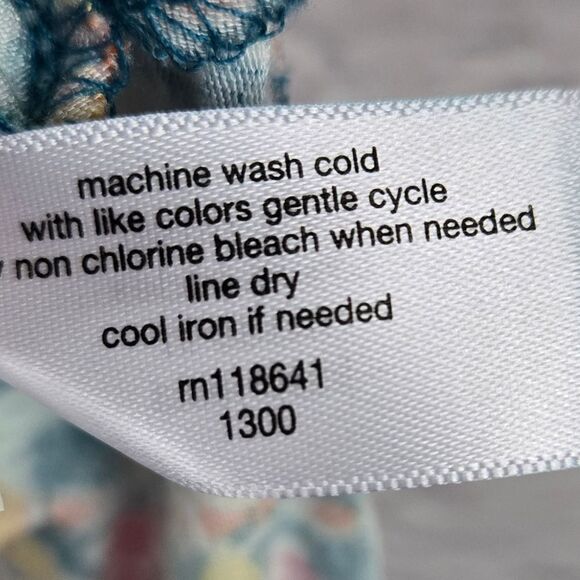 machine wash cold
with like colors gentle cycle
non chlorine bleach when needed
line dry
cool iron if needed
rn118641
1300